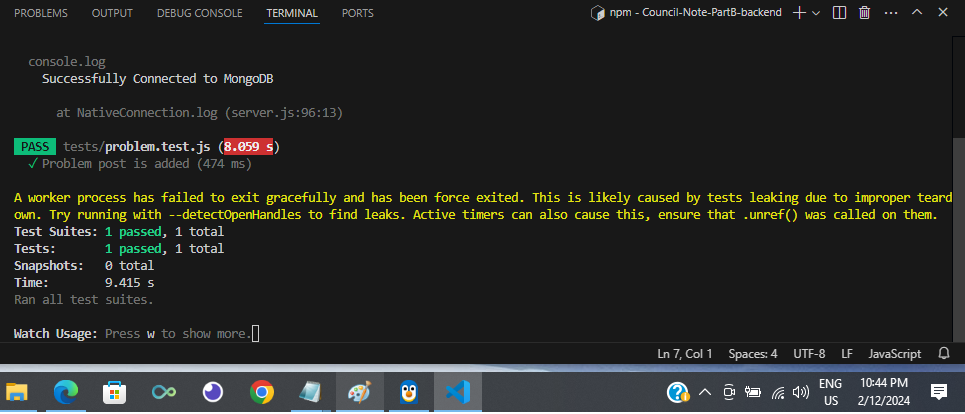 PROBLEMS OUTPUT DEBUG CONSOLE TERMINAL PORTS npm - Council-Note-PartB-backend
console.log
Successfully Connected to MongoDB
at NativeConnection.log (server.js:96:13)
PASS tests/problem.test.js (8.059 s)
✓ Problem post is added (474 ms)
A worker process has failed to exit gracefully and has been force exited. This is likely caused by tests leaking due to improper teard
own. Try running with --detectOpenHandles to find leaks. Active timers can also cause this, ensure that .unref() was called on them.
Test Suites: 1 passed, 1 total
Tests: 1 passed, 1 total
Snapshots: 0 total
Time: 9.415 s
Ran all test suites.
Watch Usage: Press w to show more.
Ln 7, Col 1 Spaces: 4 UTF-8 LF JavaScript
ENG 10:44 PM
US 2/12/2024